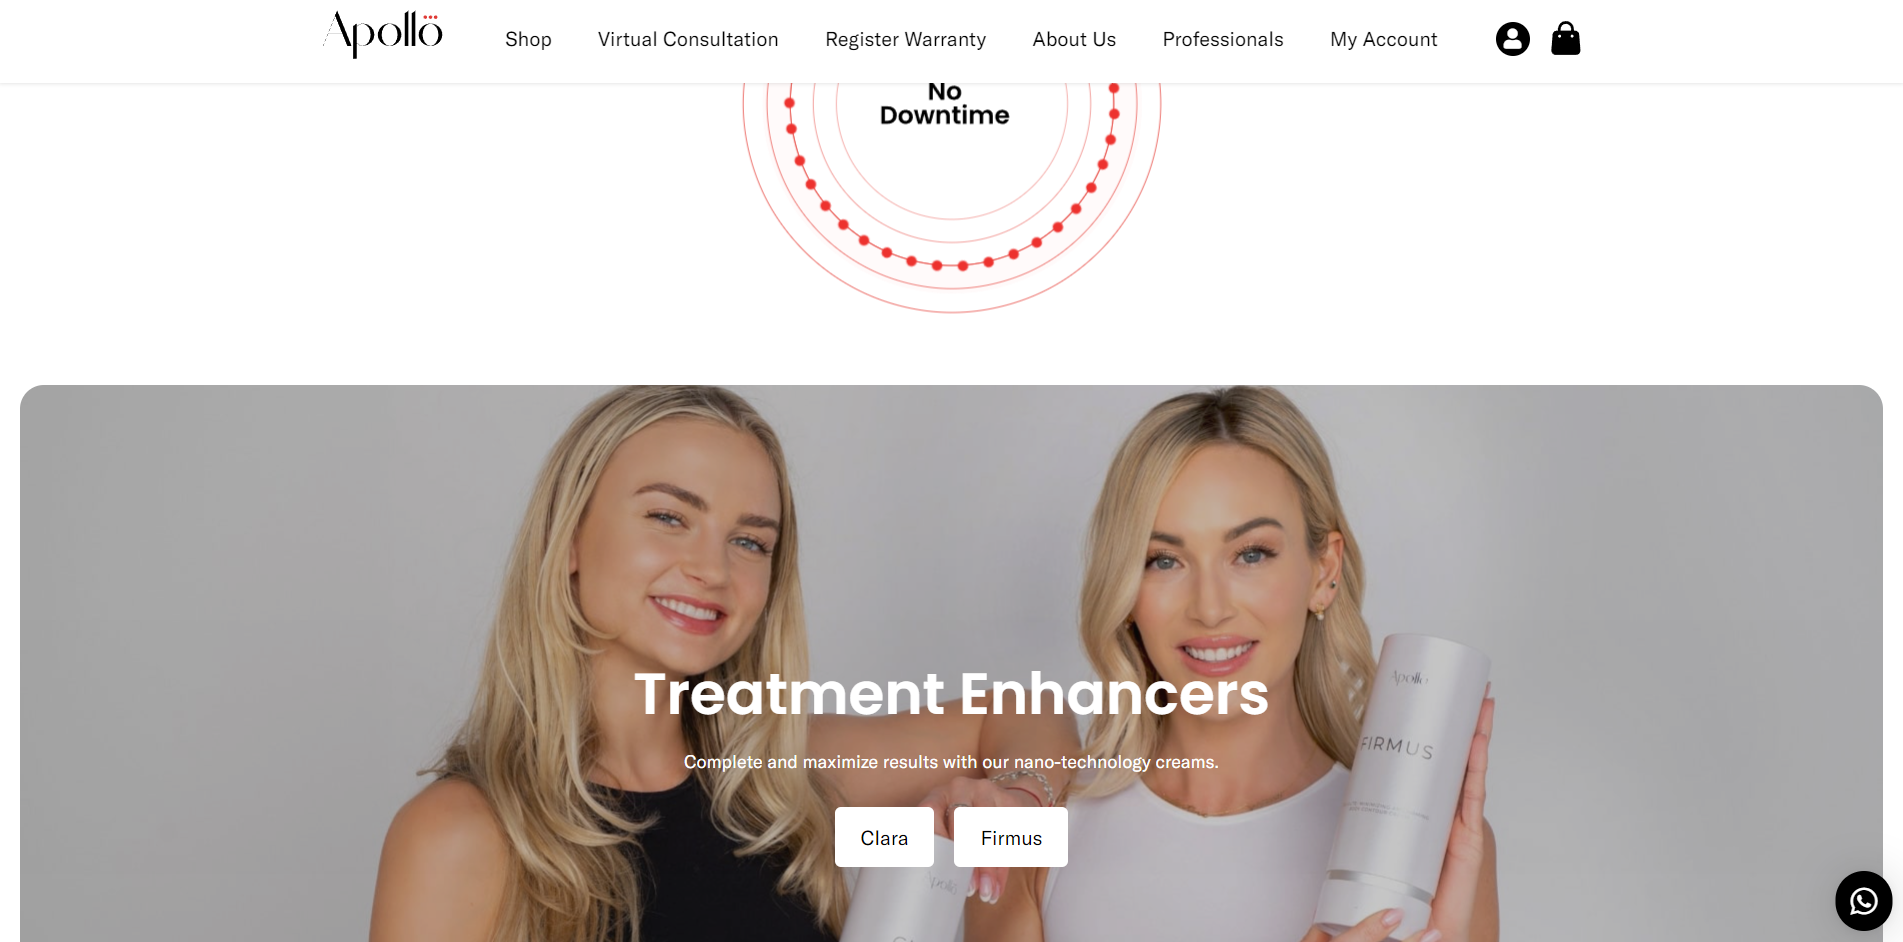 Apollo
Shop
Virtual Consultation
Register Warranty
About Us
Professionals
My Account
No
Downtime
Apollo
FIRMUS
Treatment Enhancers
Complete and maximize results with our nano-technology creams.
Clara
Firmus
Apollo